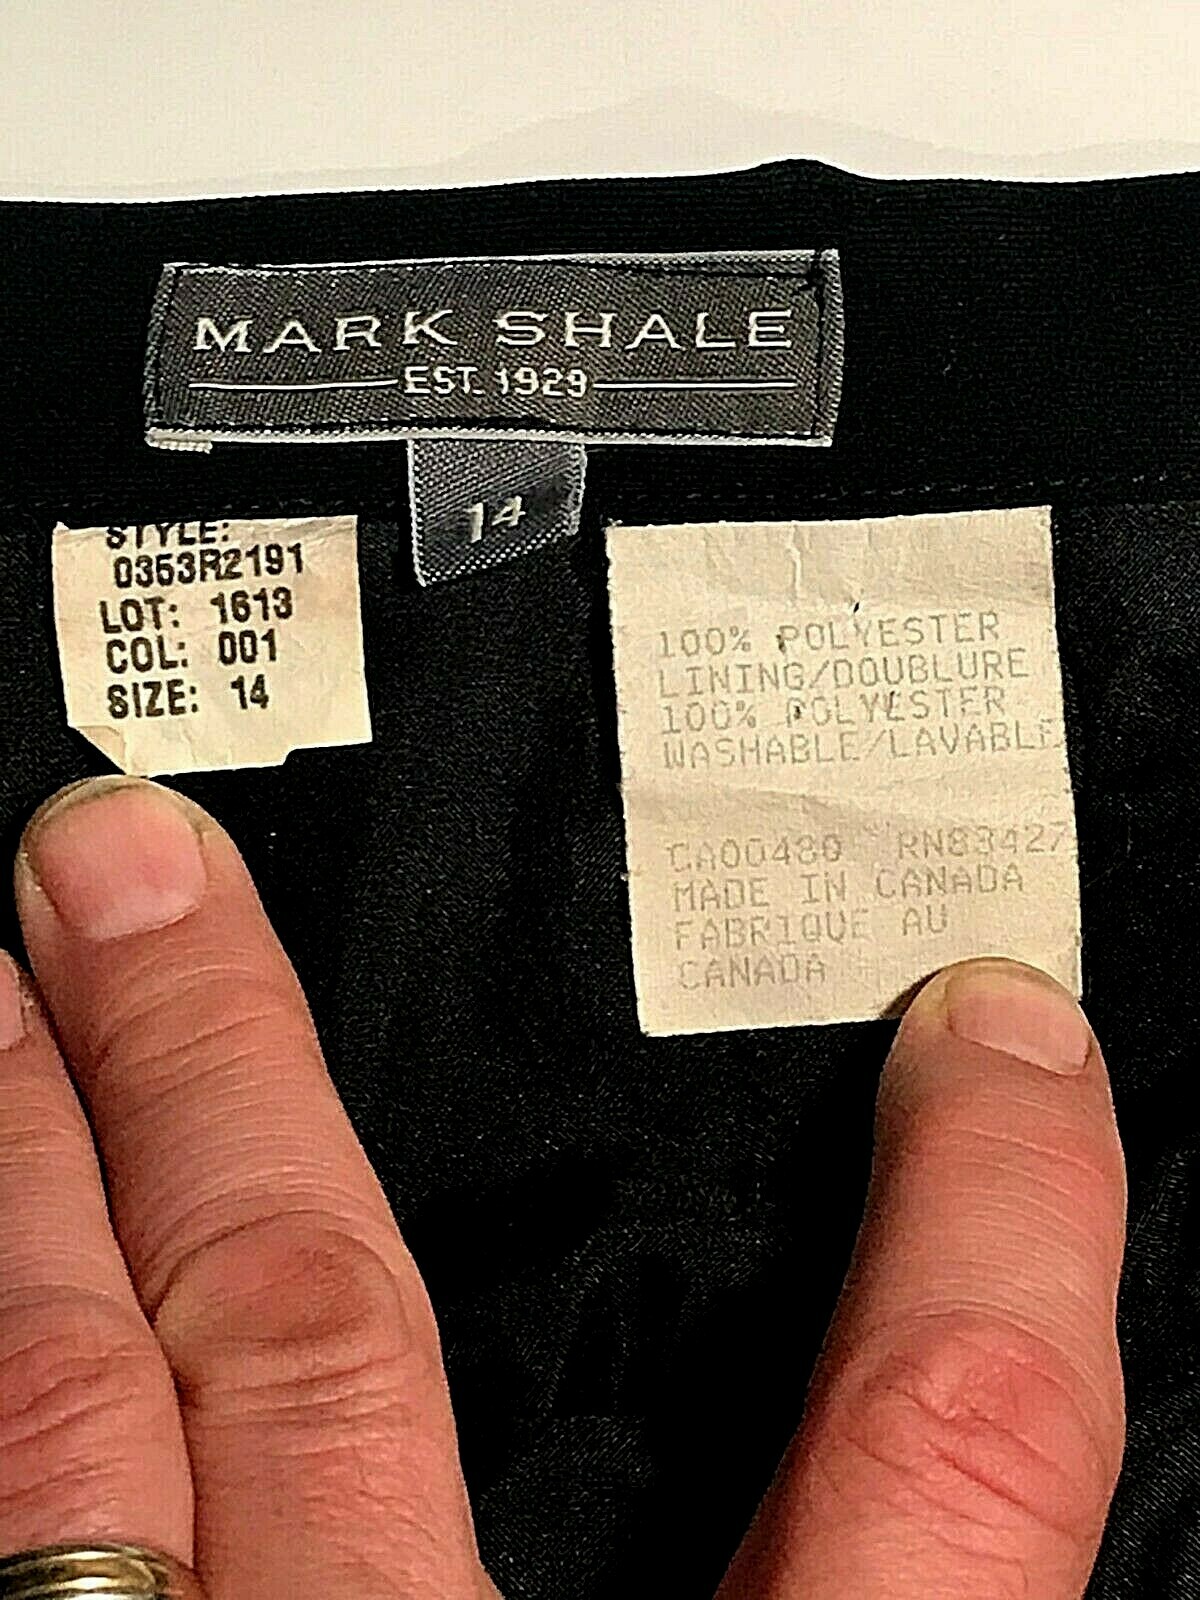 MARK SHALE
EST. 1929
14
STYLE:
0353R2191
LOT: 1613
COL: 001
SIZE: 14
100% POLYESTER
LINING/DOUBLURE
100% POLYESTER
WASHABLE/LAVABLE
CA00480 RN83427
MADE IN CANADA
FABRIQUE AU
CANADA